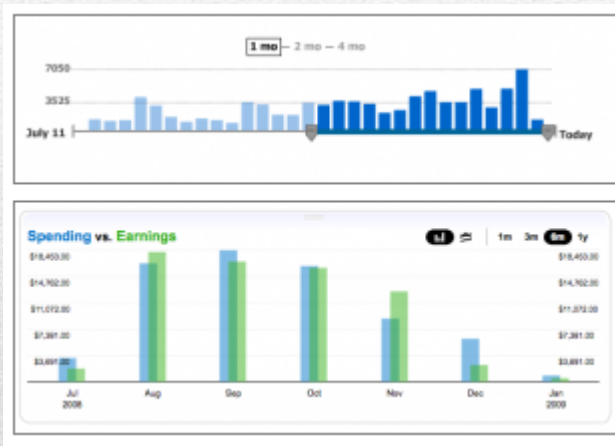 1 mo – 2 mo – 4 mo
7050
3525
July 11
Today
Spending vs. Earnings
1m 3m 6m 1y
$18,453.00 $18,453.00
$14,762.00 $14,762.00
$11,072.00 $11,072.00
$7,381.00 $7,381.00
$3,691.00 $3,691.00
Jul Aug Sep Oct Nov Dec Jan
2008 2009